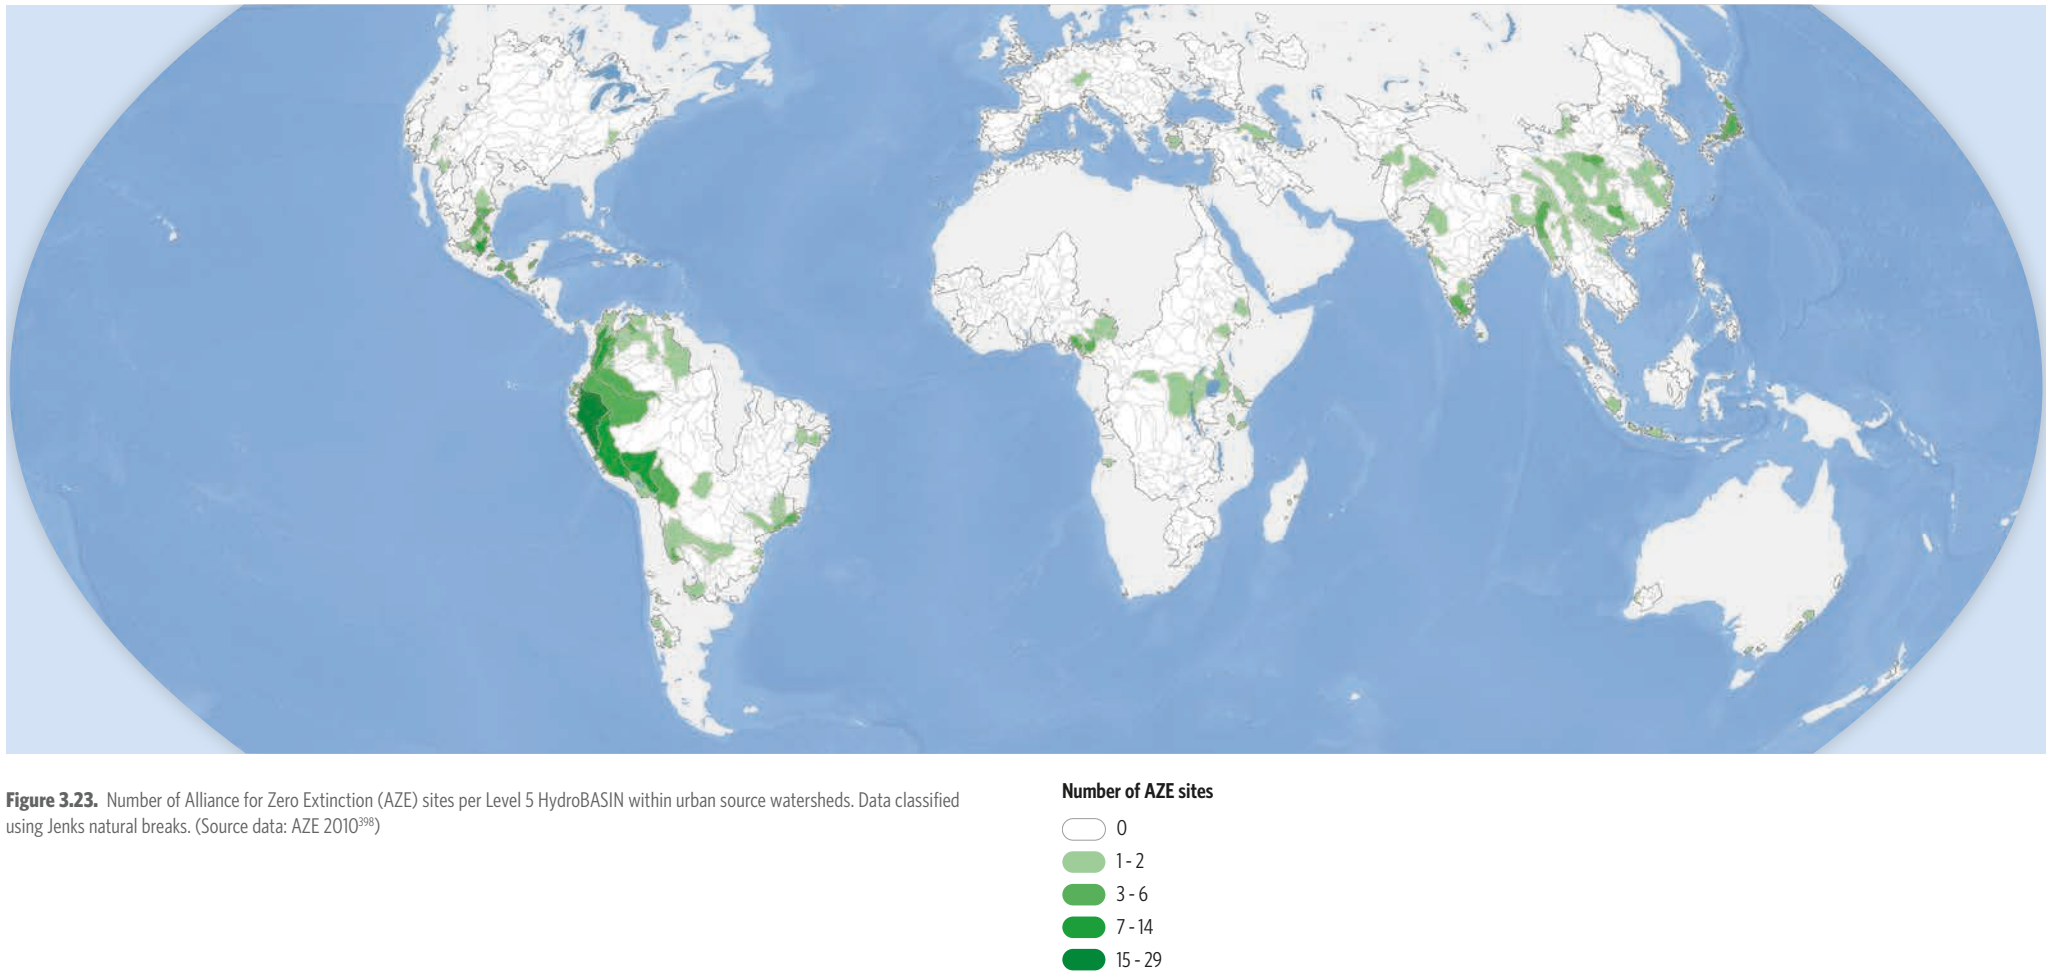 Figure 3.23. Number of Alliance for Zero Extinction (AZE) sites per Level 5 HydroBASIN within urban source watersheds. Data classified
using Jenks natural breaks. (Source data: AZE 2010398)
Number of AZE sites
0
1 - 2
3 - 6
7 - 14
15 - 29